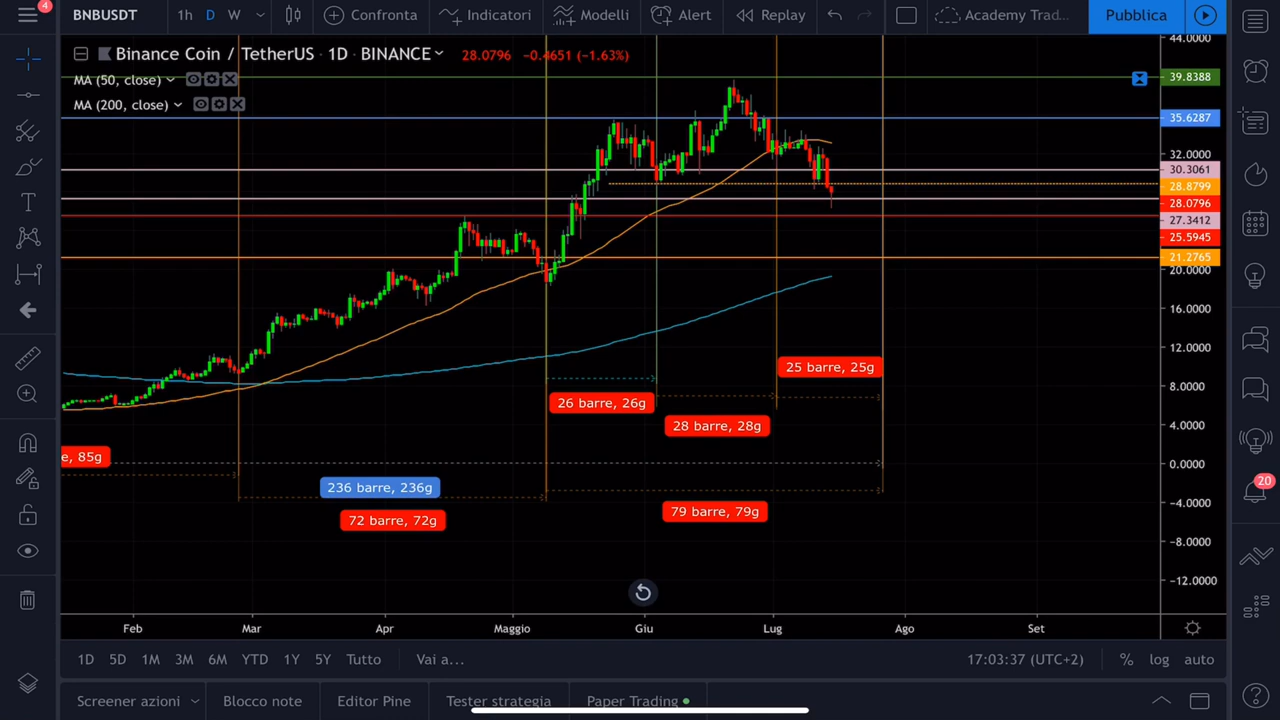 4
BNBUSDT
1h D W
Confronta
Indicatori
Modelli
Alert
Replay
Academy Trad...
Pubblica
Binance Coin / TetherUS · 1D · BINANCE 28.0796 -0.4651 (-1.63%)
MA (50, close)
MA (200, close)
44.0000
39.8388
35.6287
32.0000
30.3061
28.8799
28.0796
27.3412
25.5945
21.2765
20.0000
16.0000
12.0000
8.0000
4.0000
0.0000
-4.0000
-8.0000
-12.0000
25 barre, 25g
26 barre, 26g
28 barre, 28g
e, 85g
236 barre, 236g
72 barre, 72g
79 barre, 79g
20
Feb Mar Apr Maggio Giu Lug Ago Set
1D 5D 1M 3M 6M YTD 1Y 5Y Tutto Vai a...
17:03:37 (UTC+2) % log auto
Screener azioni Blocco note Editor Pine Tester strategia Paper Trading